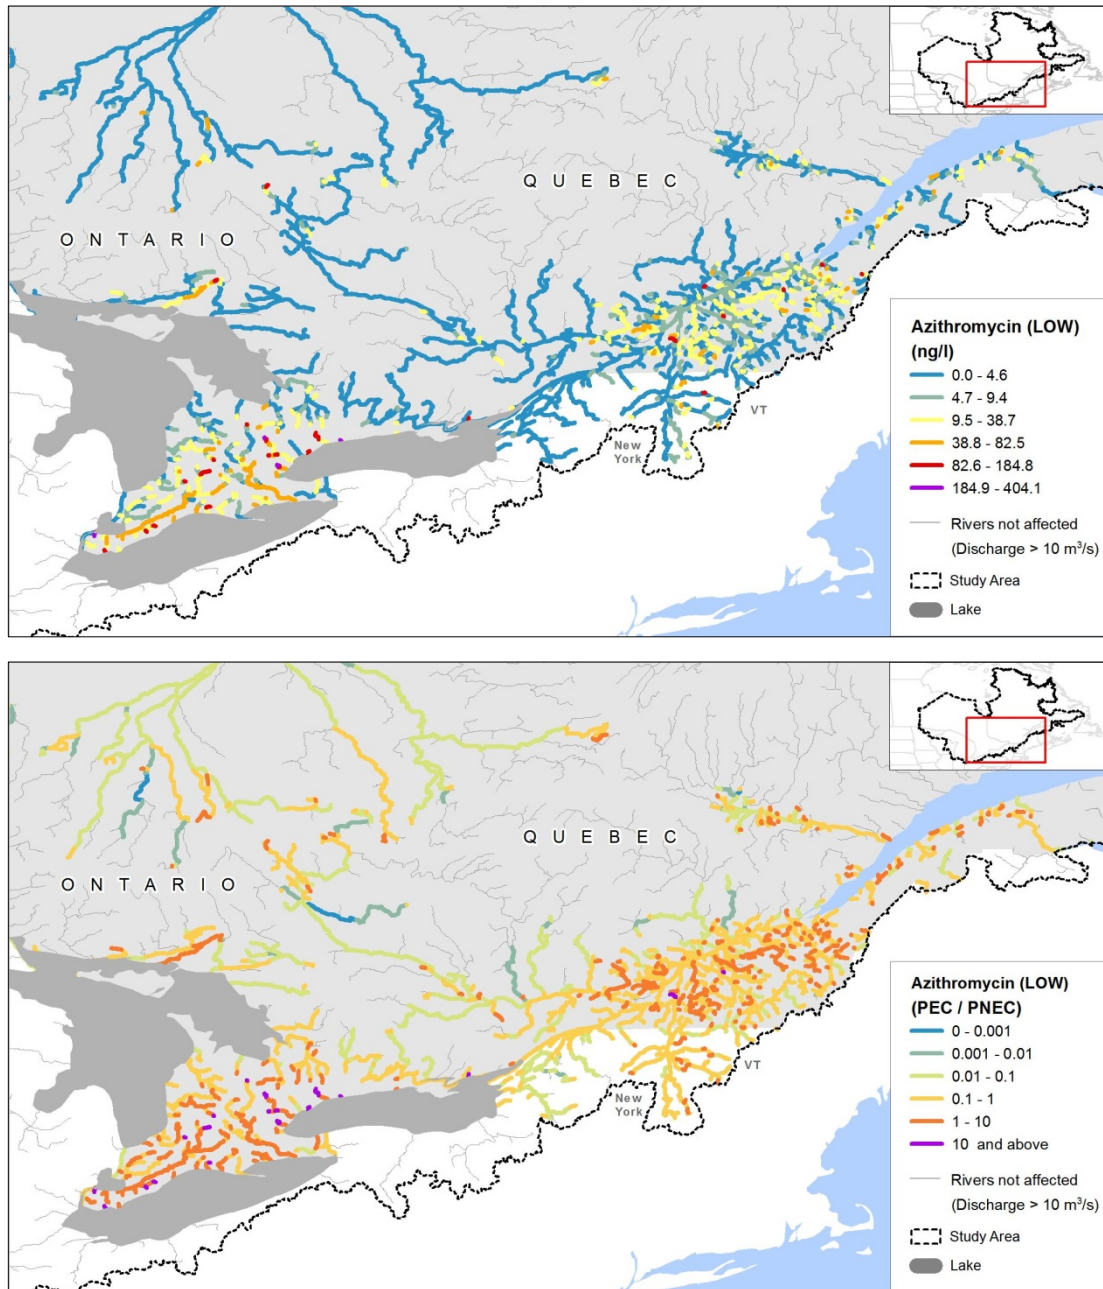 QUEBEC
ONTARIO
VT
New
York
Azithromycin (LOW)
(ng/l)
0.0 - 4.6
4.7 - 9.4
9.5 - 38.7
38.8 - 82.5
82.6 - 184.8
184.9 - 404.1
Rivers not affected
(Discharge > 10 m³/s)
Study Area
Lake
QUEBEC
ONTARIO
VT
New
York
Azithromycin (LOW)
(PEC / PNEC)
0 - 0.001
0.001 - 0.01
0.01 - 0.1
0.1 - 1
1 - 10
10 and above
Rivers not affected
(Discharge > 10 m³/s)
Study Area
Lake